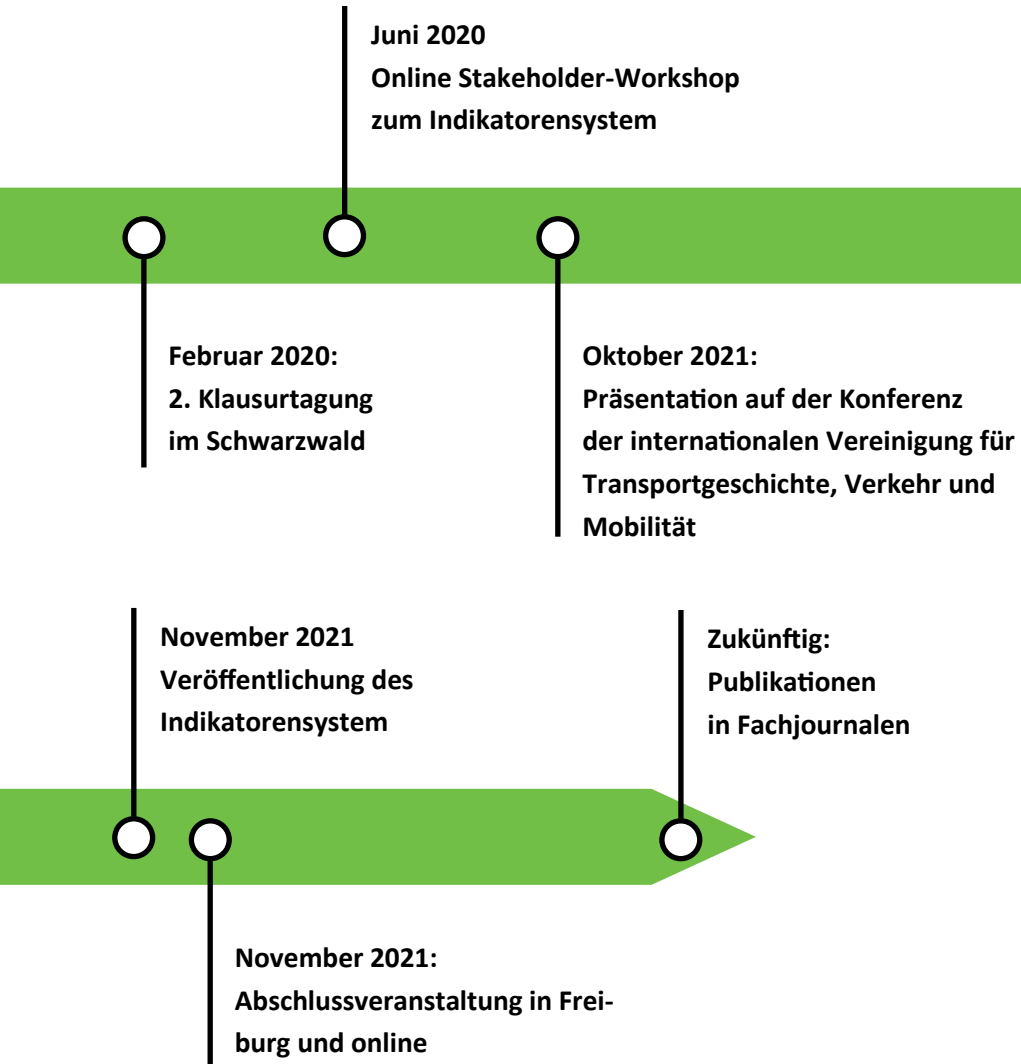 Juni 2020
Online Stakeholder-Workshop
zum Indikatorensystem
Februar 2020:
2. Klausurtagung
im Schwarzwald
Oktober 2021:
Präsentation auf der Konferenz
der internationalen Vereinigung für
Transportgeschichte, Verkehr und
Mobilität
November 2021
Veröffentlichung des
Indikatorensystem
Zukünftig:
Publikationen
in Fachjournalen
November 2021:
Abschlussveranstaltung in Frei-
burg und online